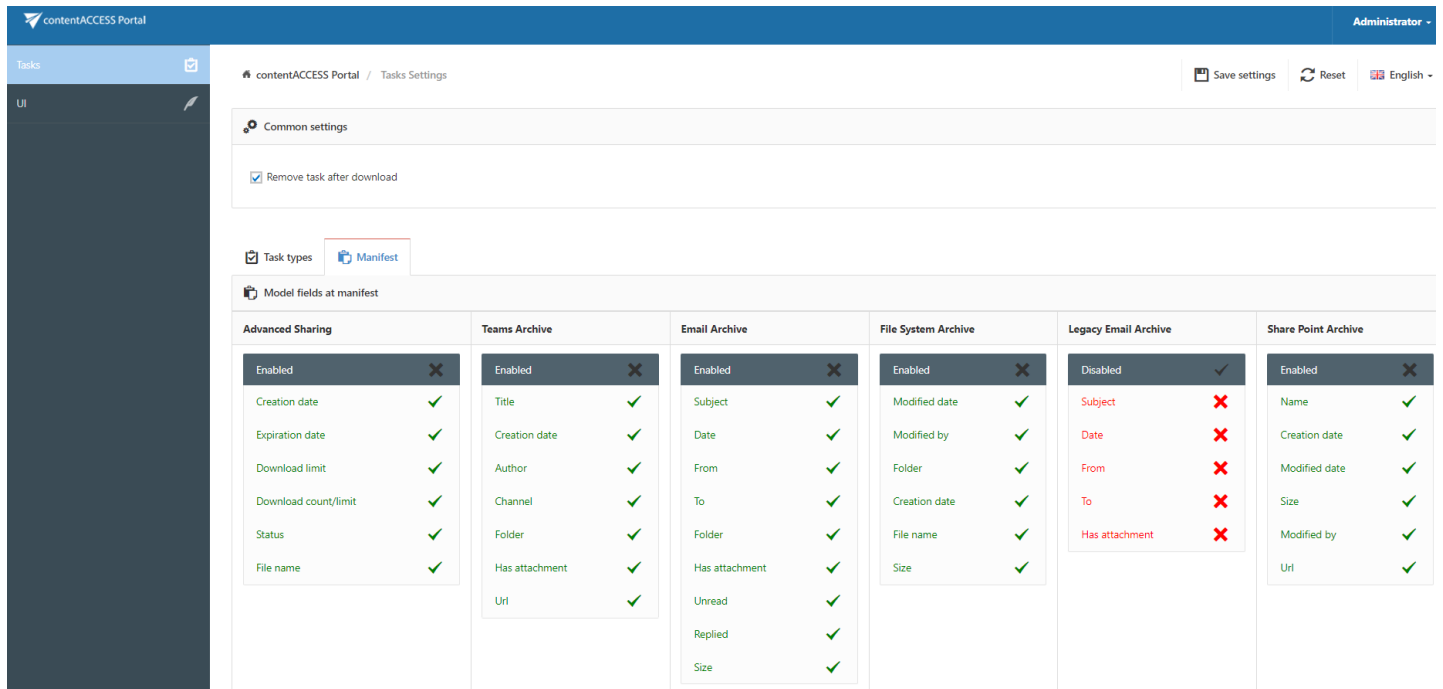 contentACCESS Portal
Administrator
Tasks
UI
contentACCESS Portal / Tasks Settings
Save settings
Reset
English
Common settings
Remove task after download
Task types
Manifest
Model fields at manifest
Advanced Sharing
Enabled
Creation date
Expiration date
Download limit
Download count/limit
Status
File name
Teams Archive
Enabled
Title
Creation date
Author
Channel
Folder
Has attachment
Url
Email Archive
Enabled
Subject
Date
From
To
Folder
Has attachment
Unread
Replied
Size
File System Archive
Enabled
Modified date
Modified by
Folder
Creation date
File name
Size
Legacy Email Archive
Disabled
Subject
Date
From
To
Has attachment
Share Point Archive
Enabled
Name
Creation date
Modified date
Size
Modified by
Url